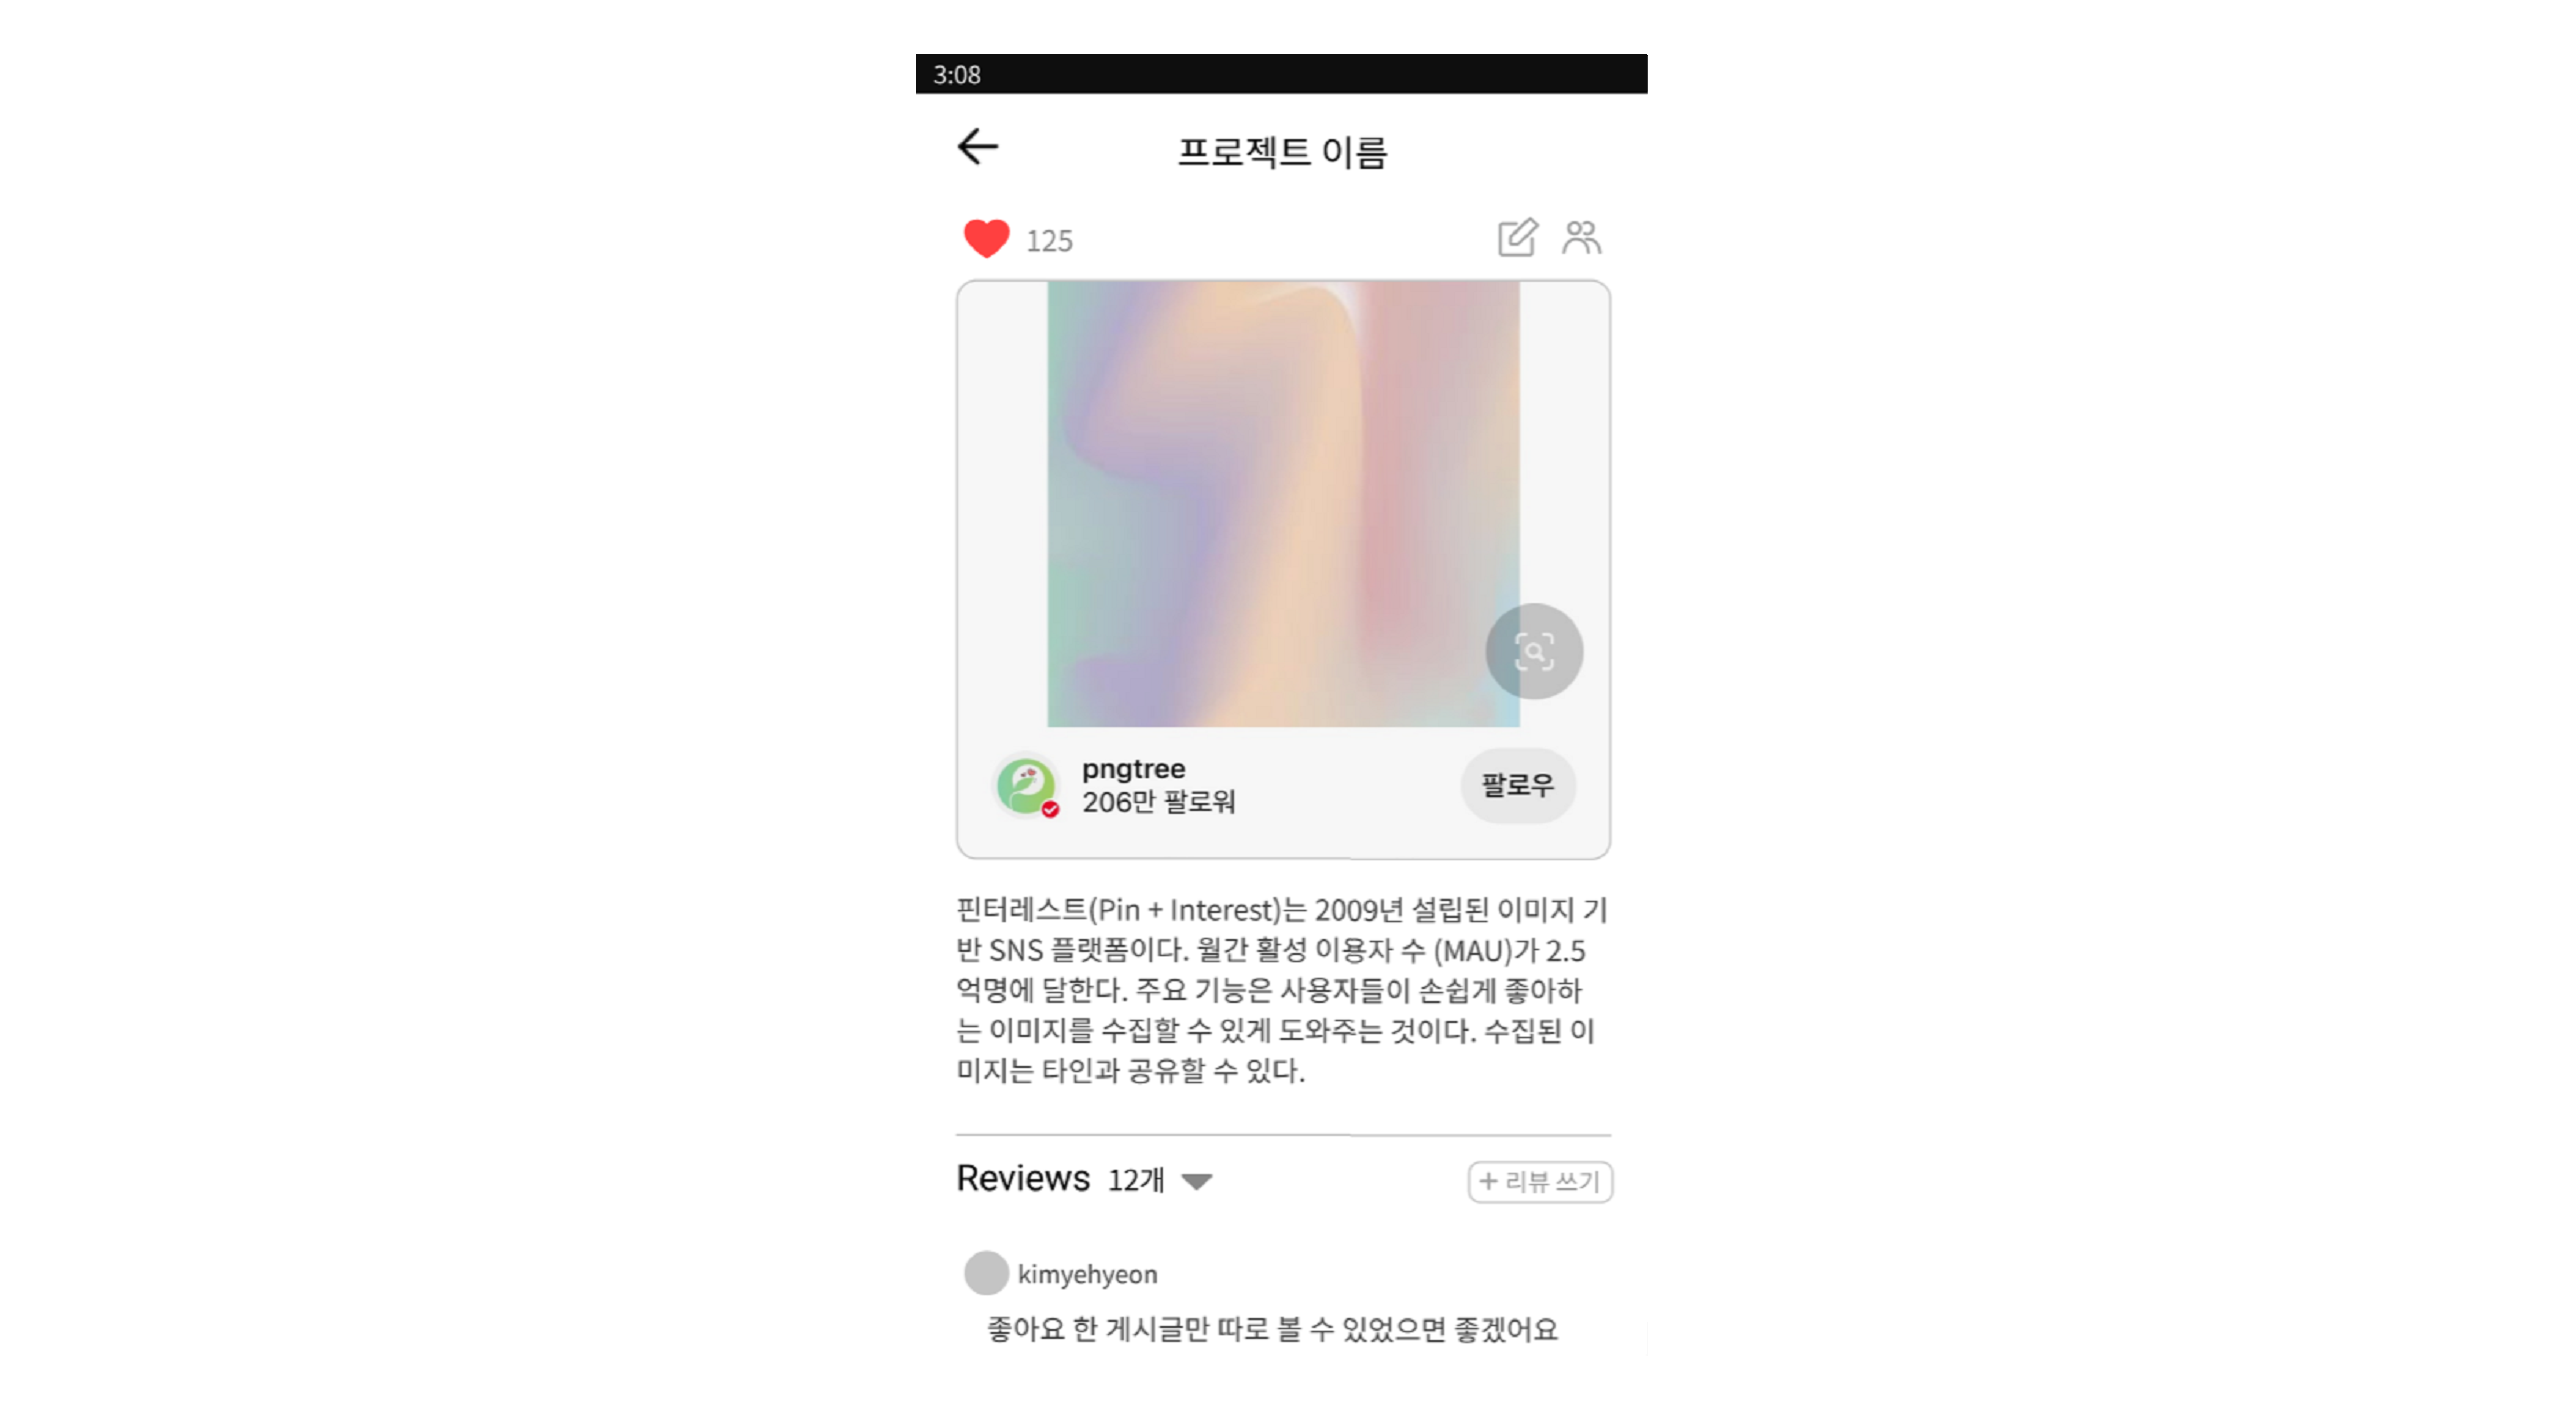 3:08
프로젝트 이름
125
pngtree
206만 팔로워
팔로우
핀터레스트(Pin + Interest)는 2009년 설립된 이미지 기
반 SNS 플랫폼이다. 월간 활성 이용자 수 (MAU)가 2.5
억명에 달한다. 주요 기능은 사용자들이 손쉽게 좋아하
는 이미지를 수집할 수 있게 도와주는 것이다. 수집된 이
미지는 타인과 공유할 수 있다.
Reviews 12개
+ 리뷰 쓰기
kimyehyeon
좋아요 한 게시글만 따로 볼 수 있었으면 좋겠어요